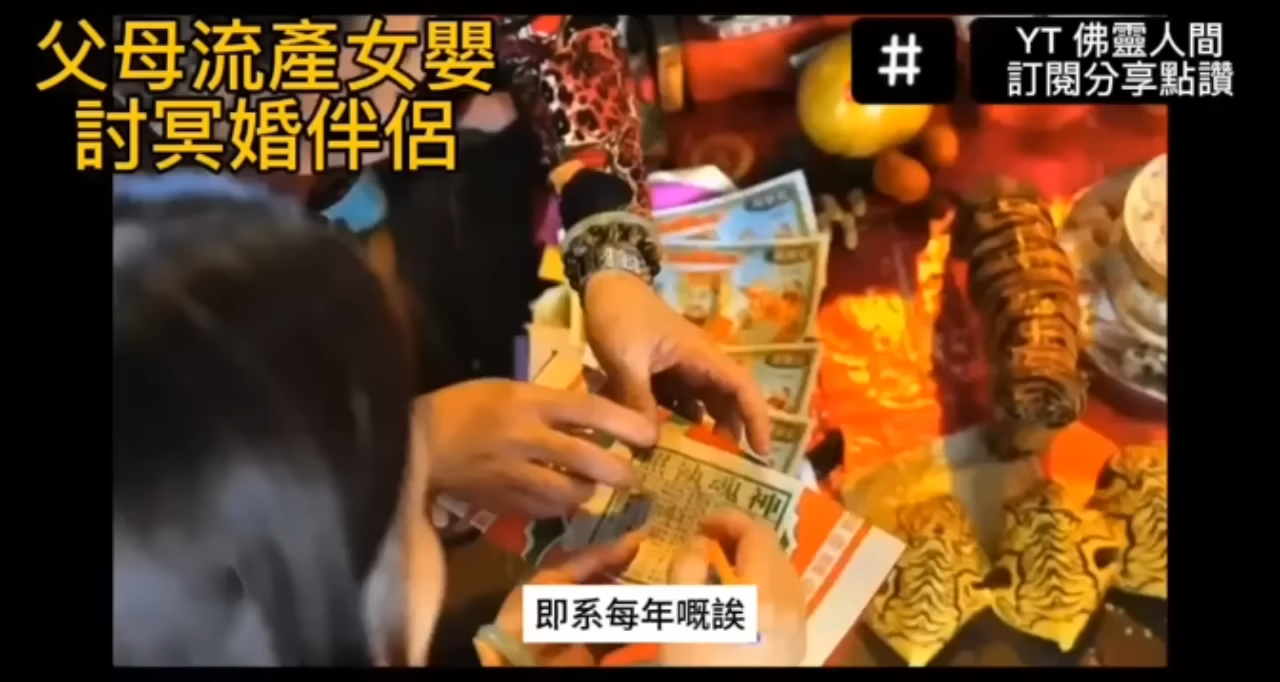 父母流產女嬰
討冥婚伴侶
#
YT 佛靈人間
訂閱分享點讚
即系每年嘅誒